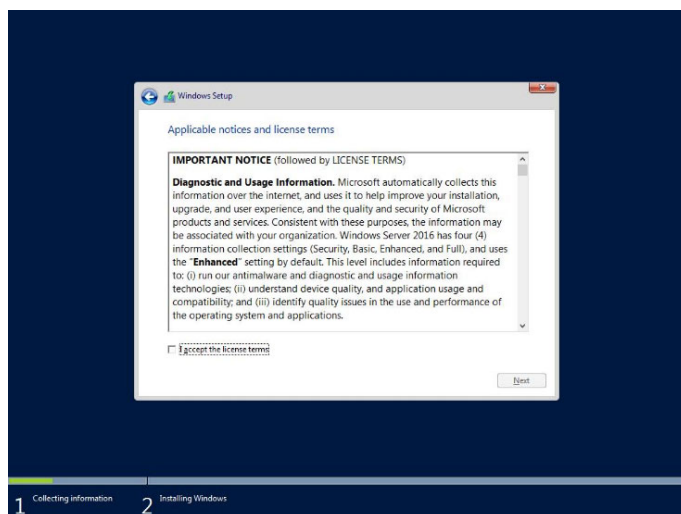 Windows Setup
Applicable notices and license terms
IMPORTANT NOTICE (followed by LICENSE TERMS)
Diagnostic and Usage Information. Microsoft automatically collects this
information over the internet, and uses it to help improve your installation,
upgrade, and user experience, and the quality and security of Microsoft
products and services. Consistent with these purposes, the information may
be associated with your organization. Windows Server 2016 has four (4)
information collection settings (Security, Basic, Enhanced, and Full), and uses
the "Enhanced" setting by default. This level includes information required
to: (i) run our antimalware and diagnostic and usage information
technologies; (ii) understand device quality, and application usage and
compatibility; and (iii) identify quality issues in the use and performance of
the operating system and applications.
I accept the license terms
Next
1 Collecting information 2 Installing Windows